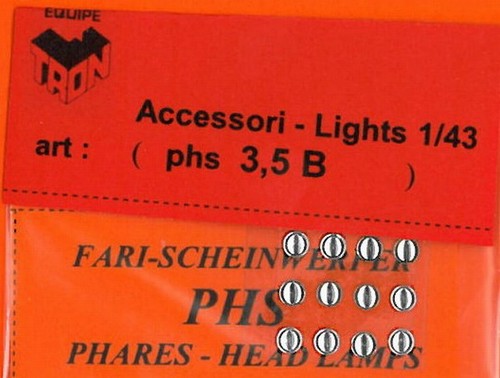 EQUIPE
TRON
Accessori - Lights 1/43
art : ( phs 3,5 B )
FARI-SCHEINWERFER
PHS
PHARES - HEAD LAMPS